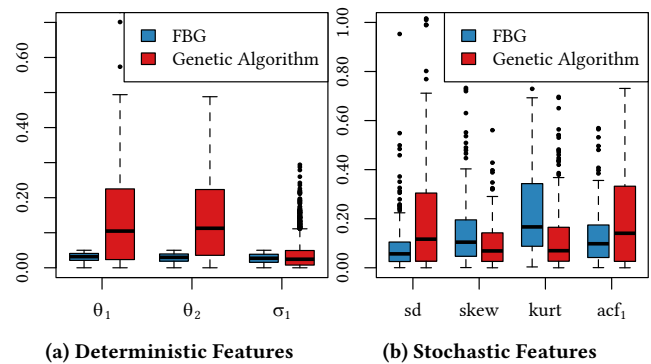 FBG
Genetic Algorithm
0.60
0.40
0.20
0.00
θ₁ θ₂ σ₁
(a) Deterministic Features
FBG
Genetic Algorithm
1.00
0.80
0.60
0.40
0.20
0.00
sd skew kurt acf₁
(b) Stochastic Features